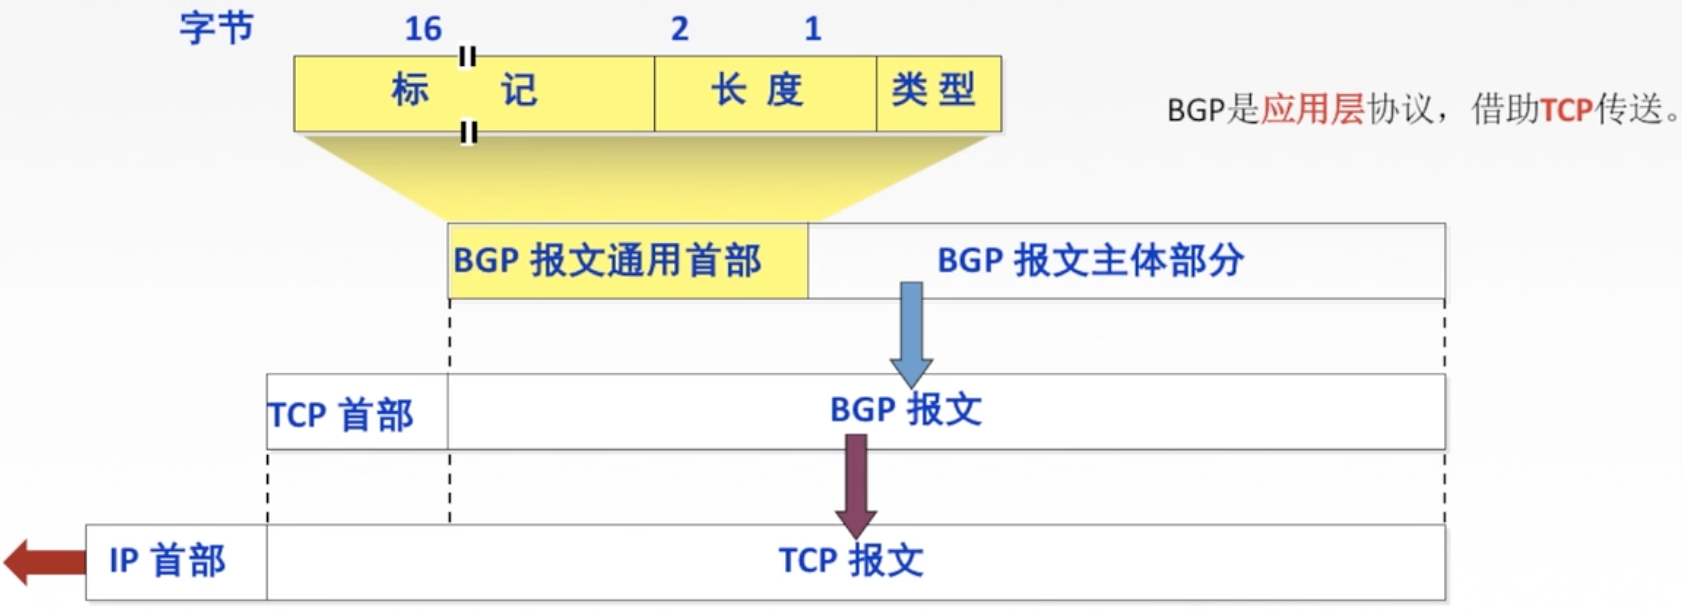 字节 16 2 1
标 记 长 度 类 型
BGP是应用层协议，借助TCP传送。
BGP 报文通用首部 BGP 报文主体部分
TCP 首部 BGP 报文
IP 首部 TCP 报文